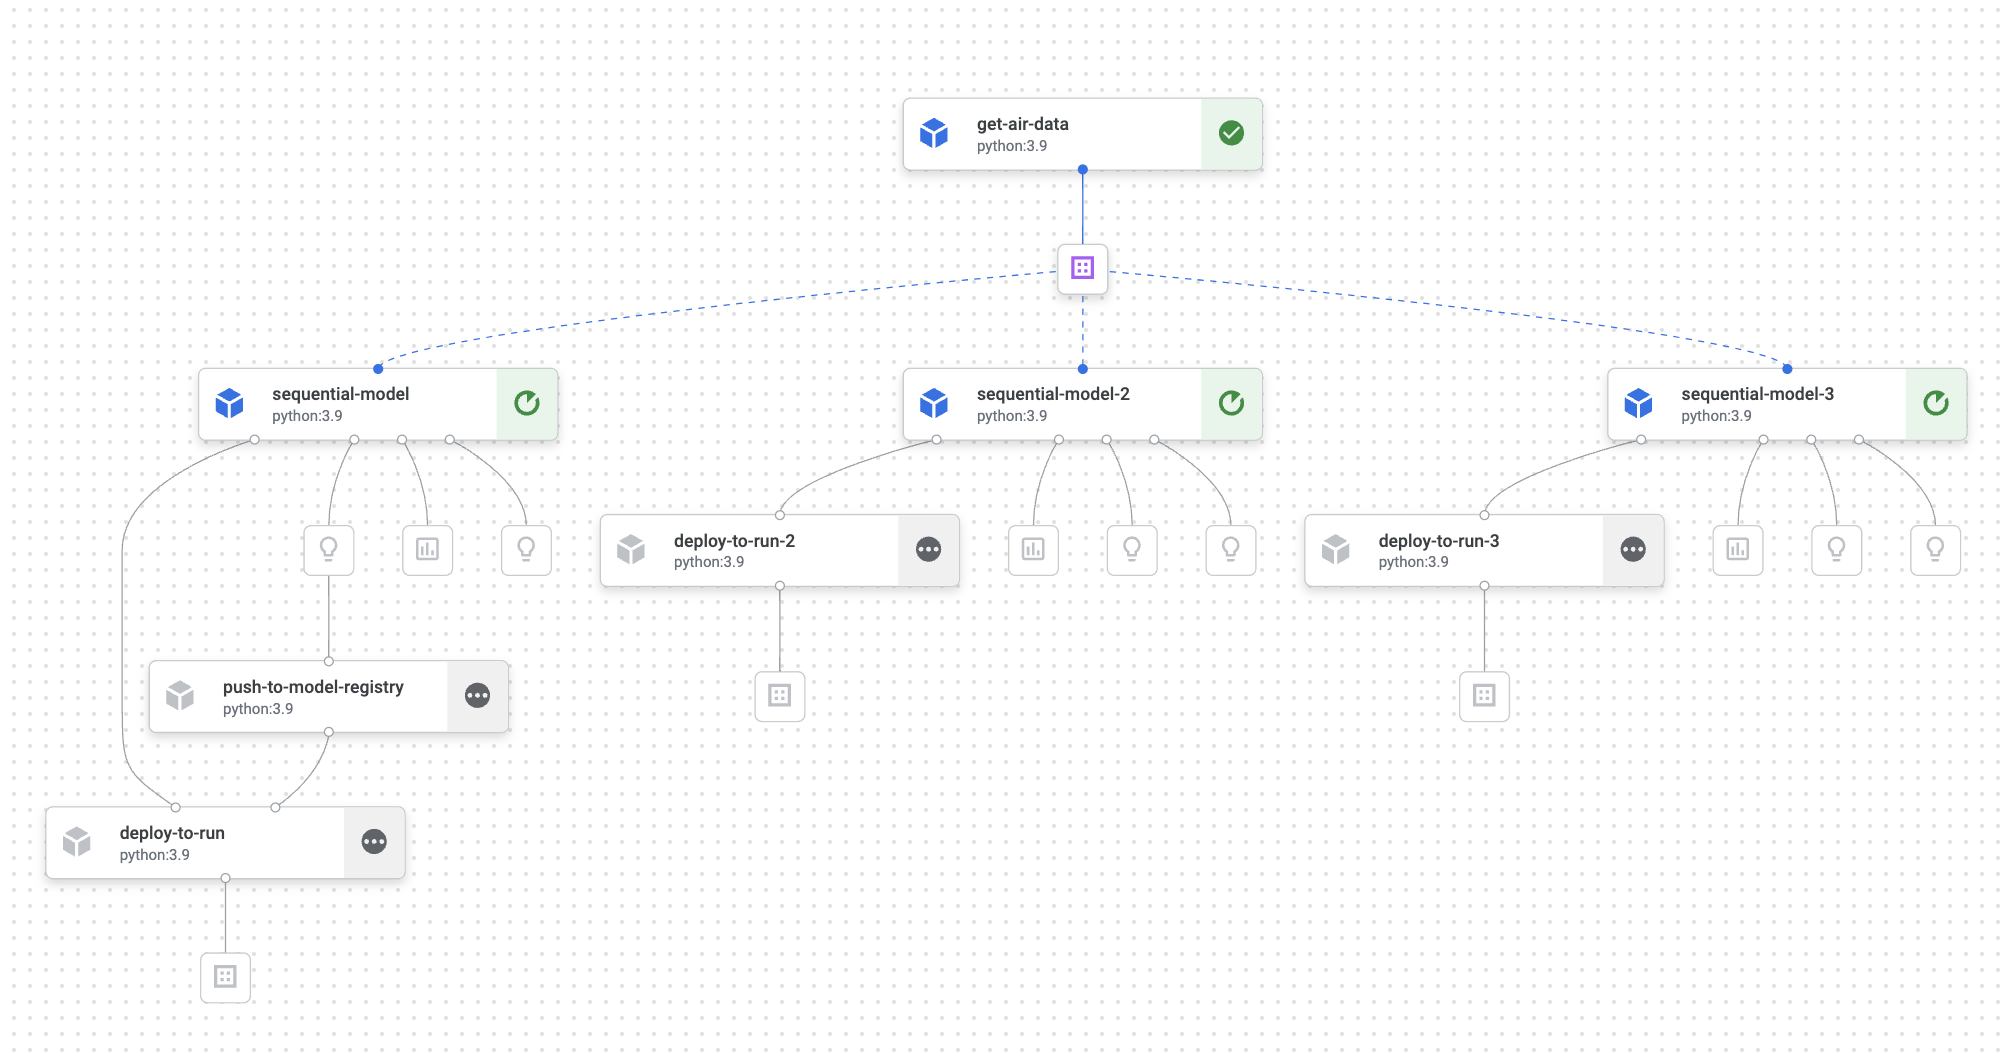 get-air-data
python:3.9
sequential-model
python:3.9
sequential-model-2
python:3.9
sequential-model-3
python:3.9
deploy-to-run-2
python:3.9
deploy-to-run-3
python:3.9
push-to-model-registry
python:3.9
deploy-to-run
python:3.9